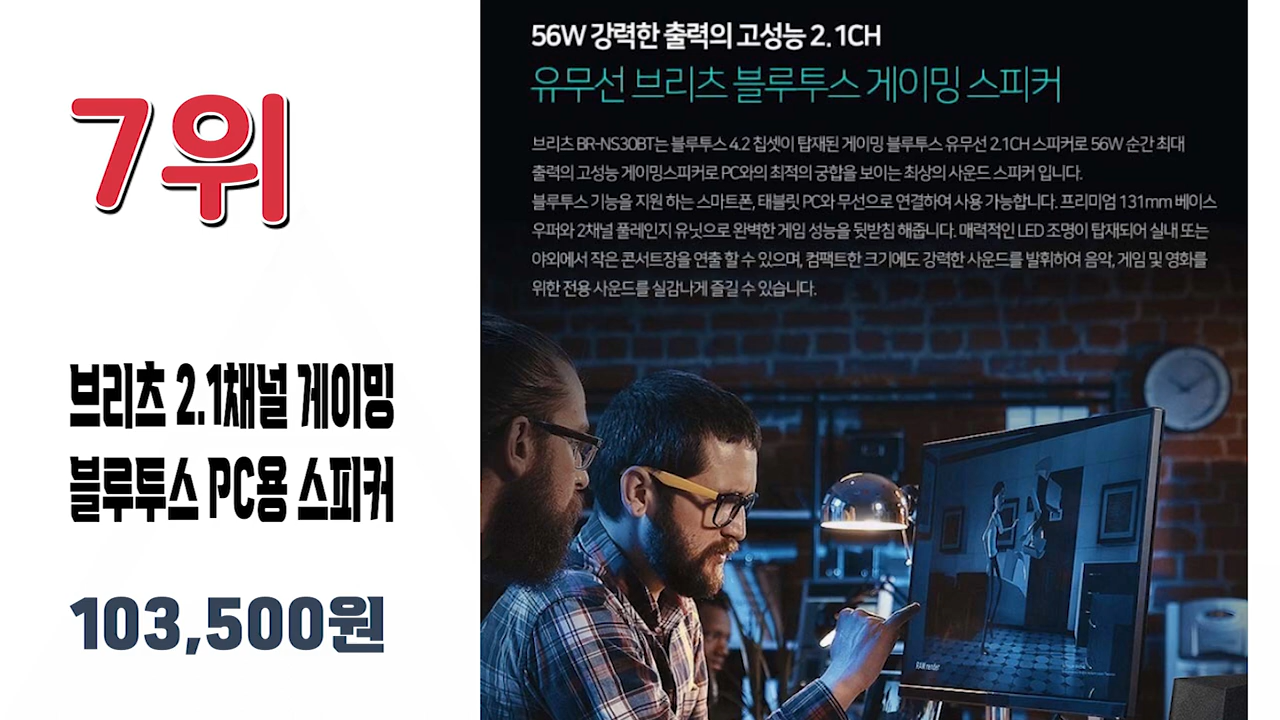 7위
브리츠 2.1채널 게이밍
블루투스 PC용 스피커
103,500원
56W 강력한 출력의 고성능 2.1CH
유무선 브리츠 블루투스 게이밍 스피커
브리츠 BR-NS30BT는 블루투스 4.2 칩셋이 탑재된 게이밍 블루투스 유무선 2.1CH 스피커로 56W 순간 최대
출력의 고성능 게이밍스피커로 PC와의 최적의 궁합을 보이는 최상의 사운드 스피커 입니다.
블루투스 기능을 지원 하는 스마트폰, 태블릿 PC와 무선으로 연결하여 사용 가능합니다. 프리미엄 131mm 베이스
우퍼와 2채널 풀레인지 유닛으로 완벽한 게임 성능을 뒷받침 해줍니다. 매력적인 LED 조명이 탑재되어 실내 또는
야외에서 작은 콘서트장을 연출 할 수 있으며, 컴팩트한 크기에도 강력한 사운드를 발휘하여 음악, 게임 및 영화를
위한 전용 사운드를 실감나게 즐길 수 있습니다.
RAW render